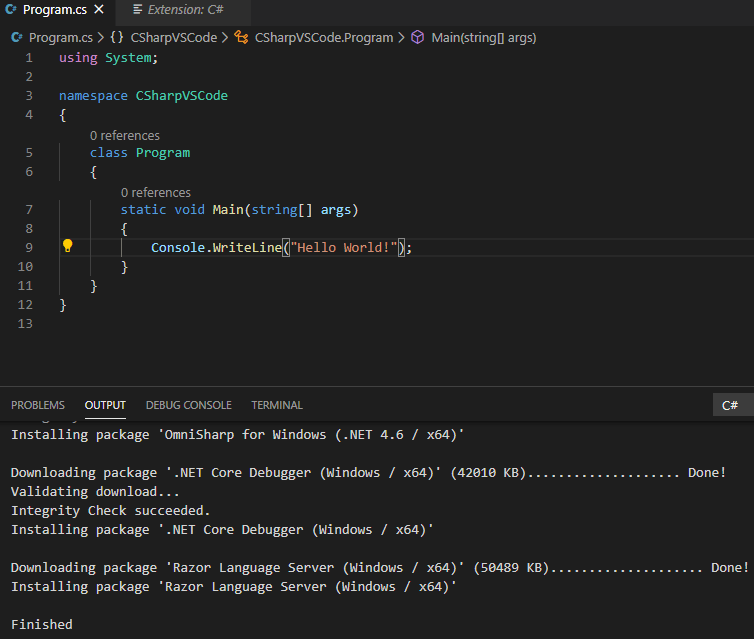 Program.cs
Extension: C#
Program.cs > {} CSharpVSCode > CSharpVSCode.Program > Main(string[] args)
1 using System;
2
3 namespace CSharpVSCode
4 {
0 references
5 class Program
6 {
0 references
7 static void Main(string[] args)
8 {
9 Console.WriteLine("Hello World!");
10 }
11 }
12 }
13
PROBLEMS OUTPUT DEBUG CONSOLE TERMINAL C#
Installing package 'OmniSharp for Windows (.NET 4.6 / x64)'
Downloading package '.NET Core Debugger (Windows / x64)' (42010 KB).................... Done!
Validating download...
Integrity Check succeeded.
Installing package '.NET Core Debugger (Windows / x64)'
Downloading package 'Razor Language Server (Windows / x64)' (50489 KB).................... Done!
Installing package 'Razor Language Server (Windows / x64)'
Finished